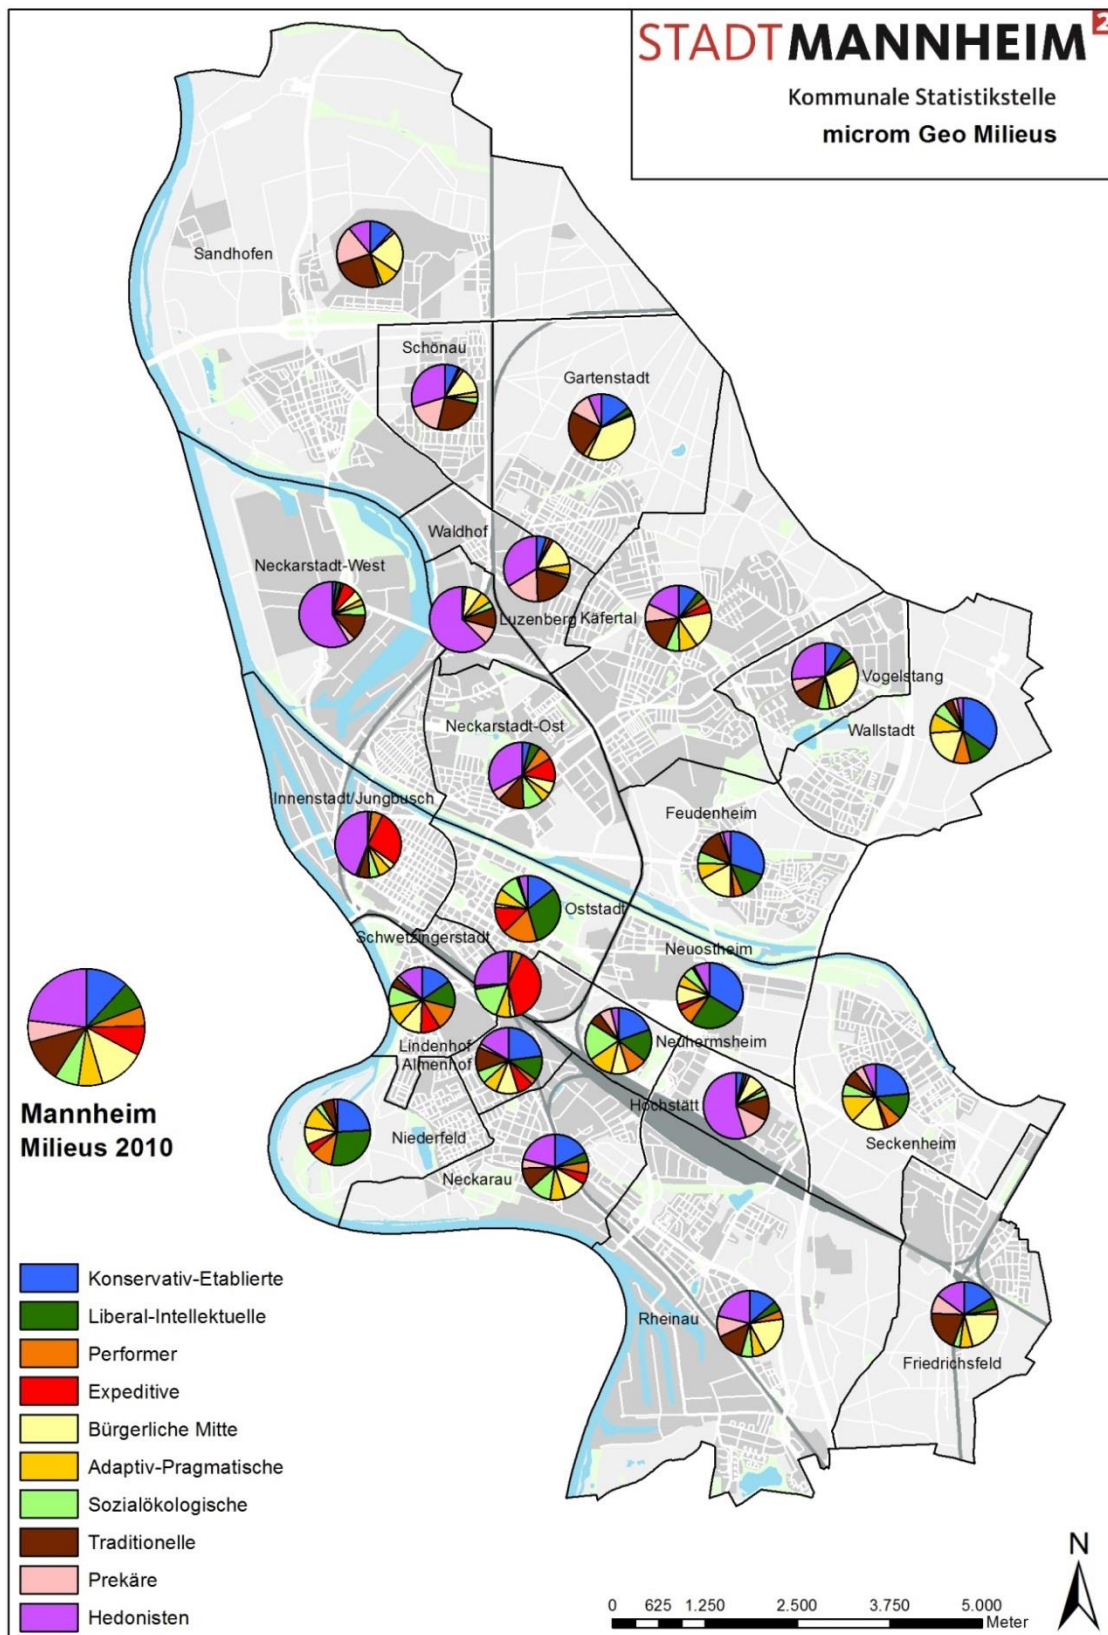 STADTMANNHEIM²
Kommunale Statistikstelle
microm Geo Milieus
Sandhofen
Schönau
Gartenstadt
Waldhof
Neckarstadt-West
Luzenberg
Käfertal
Vogelstang
Wallstadt
Neckarstadt-Ost
Innenstadt/Jungbusch
Feudenheim
Oststadt
Schwetzingerstadt
Neuostheim
Lindenhof
Almenhof
Neuhermsheim
Hochstätt
Seckenheim
Niederfeld
Neckarau
Rheinau
Friedrichsfeld
Mannheim
Milieus 2010
Konservativ-Etablierte
Liberal-Intellektuelle
Performer
Expeditive
Bürgerliche Mitte
Adaptiv-Pragmatische
Sozialökologische
Traditionelle
Prekäre
Hedonisten
N
0 625 1.250 2.500 3.750 5.000
Meter